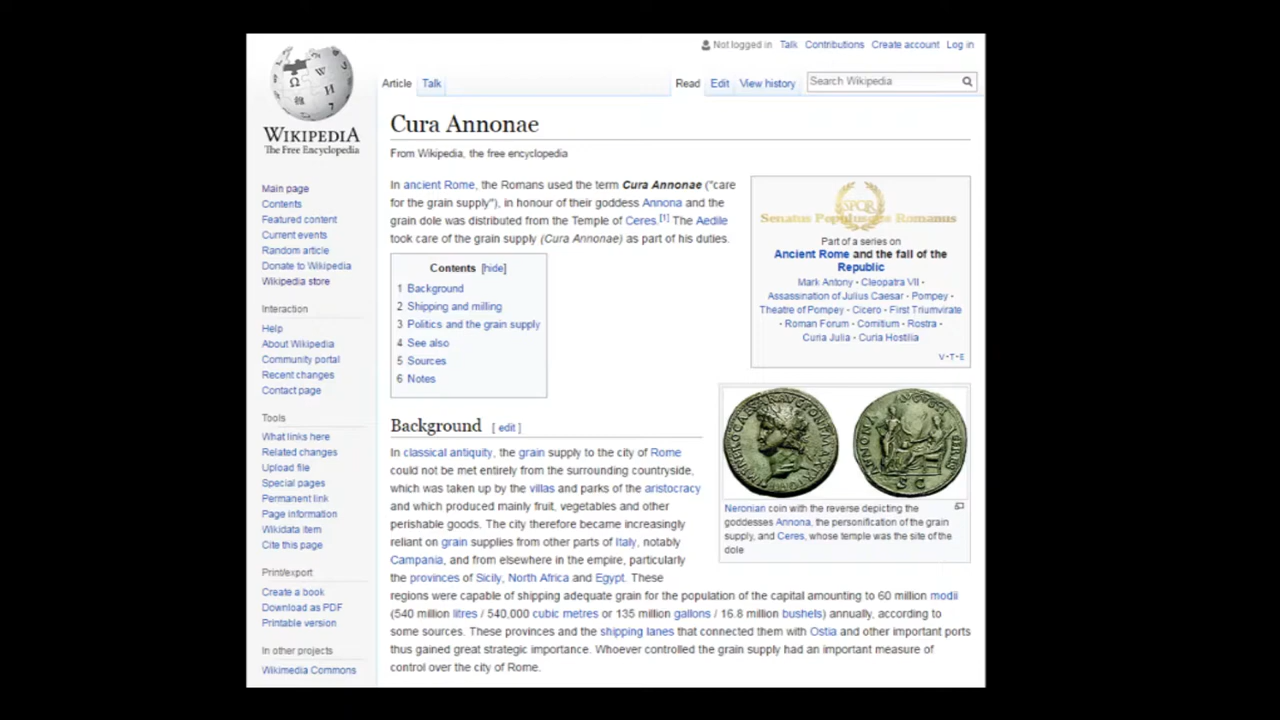 Not logged in Talk Contributions Create account Log in
Article Talk Read Edit View history Search Wikipedia
WIKIPEDIA
The Free Encyclopedia
Main page
Contents
Featured content
Current events
Random article
Donate to Wikipedia
Wikipedia store
Interaction
Help
About Wikipedia
Community portal
Recent changes
Contact page
Tools
What links here
Related changes
Upload file
Special pages
Permanent link
Page information
Wikidata item
Cite this page
Print/export
Create a book
Download as PDF
Printable version
In other projects
Wikimedia Commons
Cura Annonae
From Wikipedia, the free encyclopedia
In ancient Rome, the Romans used the term Cura Annonae ("care
for the grain supply"), in honour of their goddess Annona and the
grain dole was distributed from the Temple of Ceres.[1] The Aedile
took care of the grain supply (Cura Annonae) as part of his duties.
Contents [hide]
1 Background
2 Shipping and milling
3 Politics and the grain supply
4 See also
5 Sources
6 Notes
SPQR
Senatus Populusque Romanus
Part of a series on
Ancient Rome and the fall of the
Republic
Mark Antony · Cleopatra VII ·
Assassination of Julius Caesar · Pompey ·
Theatre of Pompey · Cicero · First Triumvirate
· Roman Forum · Comitium · Rostra ·
Curia Julia · Curia Hostilia
V·T·E
Neronian coin with the reverse depicting the
goddesses Annona, the personification of the grain
supply, and Ceres, whose temple was the site of the
dole
Background [ edit ]
In classical antiquity, the grain supply to the city of Rome
could not be met entirely from the surrounding countryside,
which was taken up by the villas and parks of the aristocracy
and which produced mainly fruit, vegetables and other
perishable goods. The city therefore became increasingly
reliant on grain supplies from other parts of Italy, notably
Campania, and from elsewhere in the empire, particularly
the provinces of Sicily, North Africa and Egypt. These
regions were capable of shipping adequate grain for the population of the capital amounting to 60 million modii
(540 million litres / 540,000 cubic metres or 135 million gallons / 16.8 million bushels) annually, according to
some sources. These provinces and the shipping lanes that connected them with Ostia and other important ports
thus gained great strategic importance. Whoever controlled the grain supply had an important measure of
control over the city of Rome.